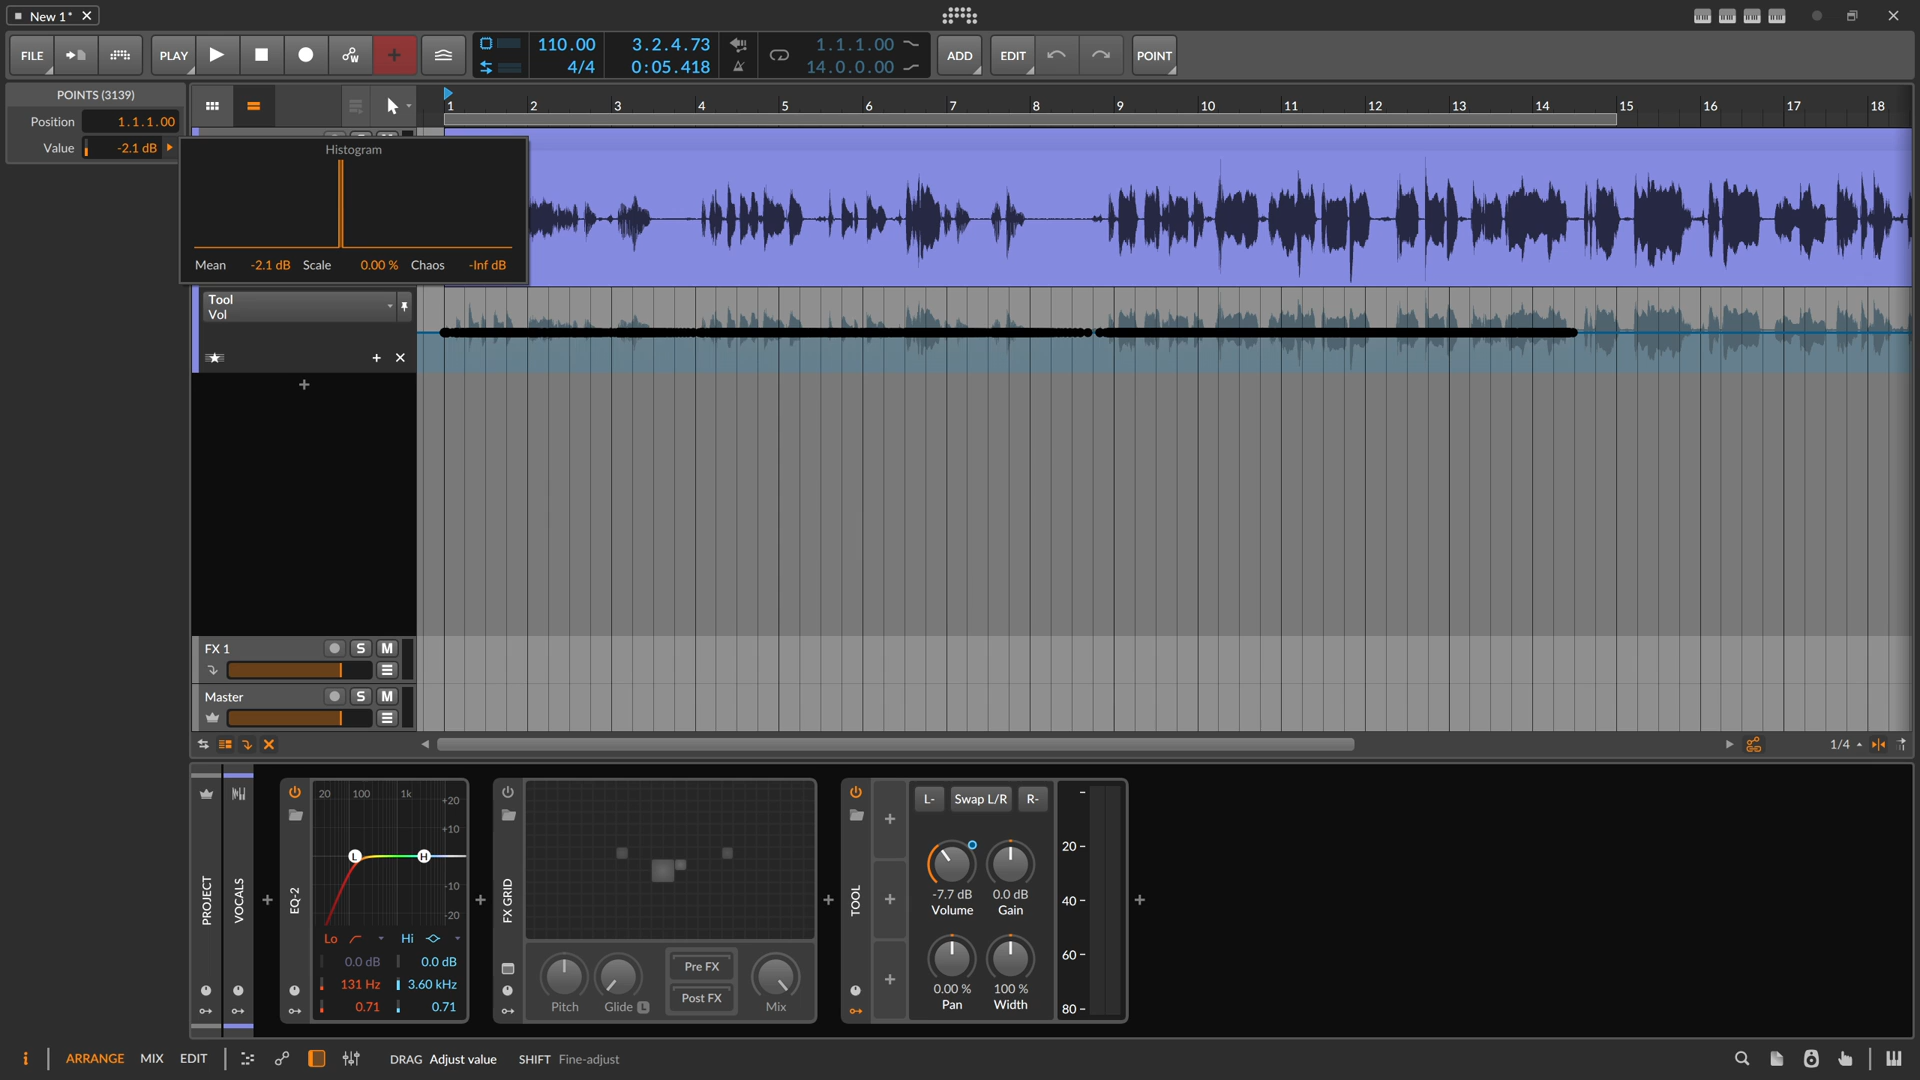 New 1*
FILE
PLAY
110.00
4/4
3.2.4.73
0:05.418
1.1.1.00
14.0.0.00
ADD
EDIT
POINT
POINTS (3139)
Position 1.1.1.00
Value -2.1 dB
1 2 3 4 5 6 7 8 9 10 11 12 13 14 15 16 17 18
Histogram
Mean -2.1 dB Scale 0.00 % Chaos -Inf dB
Tool
Vol
FX 1
S M
Master
S M
1/4
PROJECT
VOCALS
EQ-2
20 100 1k
+20
+10
-10
-20
L H
Lo Hi
0.0 dB 0.0 dB
131 Hz 3.60 kHz
0.71 0.71
FX GRID
Pitch
Glide L
Pre FX
Post FX
Mix
TOOL
L- Swap L/R R-
-7.7 dB 0.0 dB
Volume Gain
0.00 % 100 %
Pan Width
20
40
60
80
i ARRANGE MIX EDIT DRAG Adjust value SHIFT Fine-adjust